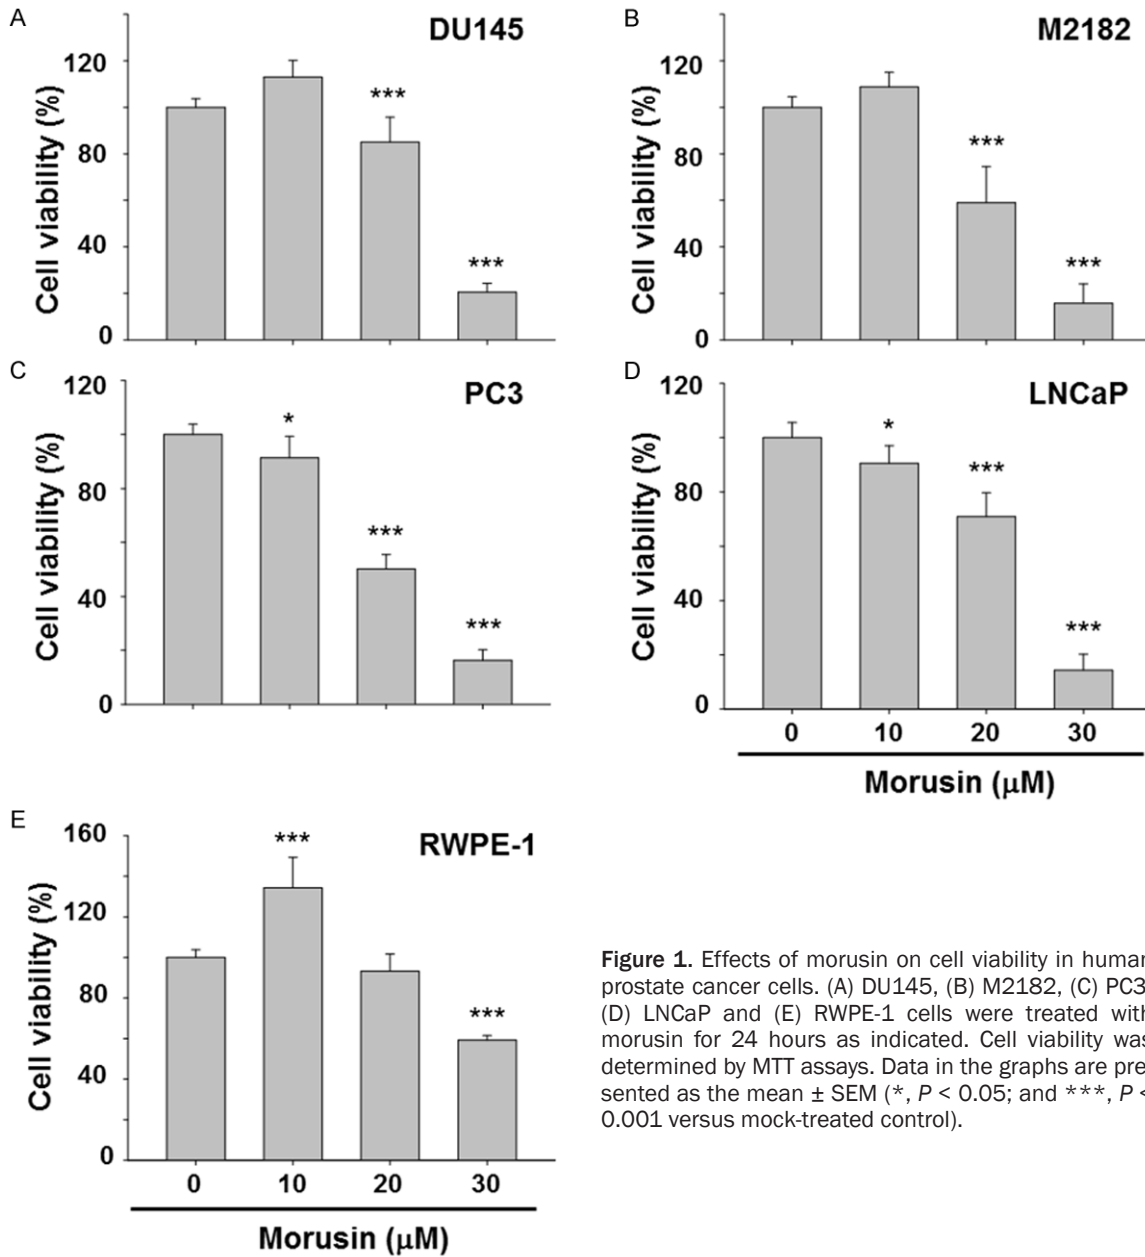 A
DU145
120
80
40
0
Cell viability (%)
***
***
B
M2182
120
80
40
0
Cell viability (%)
***
***
C
PC3
120
80
40
0
Cell viability (%)
*
***
***
D
LNCaP
120
80
40
0
Cell viability (%)
*
***
***
0 10 20 30
Morusin (μM)
E
RWPE-1
160
120
80
40
0
Cell viability (%)
***
***
0 10 20 30
Morusin (μM)
Figure 1. Effects of morusin on cell viability in human
prostate cancer cells. (A) DU145, (B) M2182, (C) PC3
(D) LNCaP and (E) RWPE-1 cells were treated with
morusin for 24 hours as indicated. Cell viability was
determined by MTT assays. Data in the graphs are pre
sented as the mean ± SEM (*, P < 0.05; and ***, P <
0.001 versus mock-treated control).